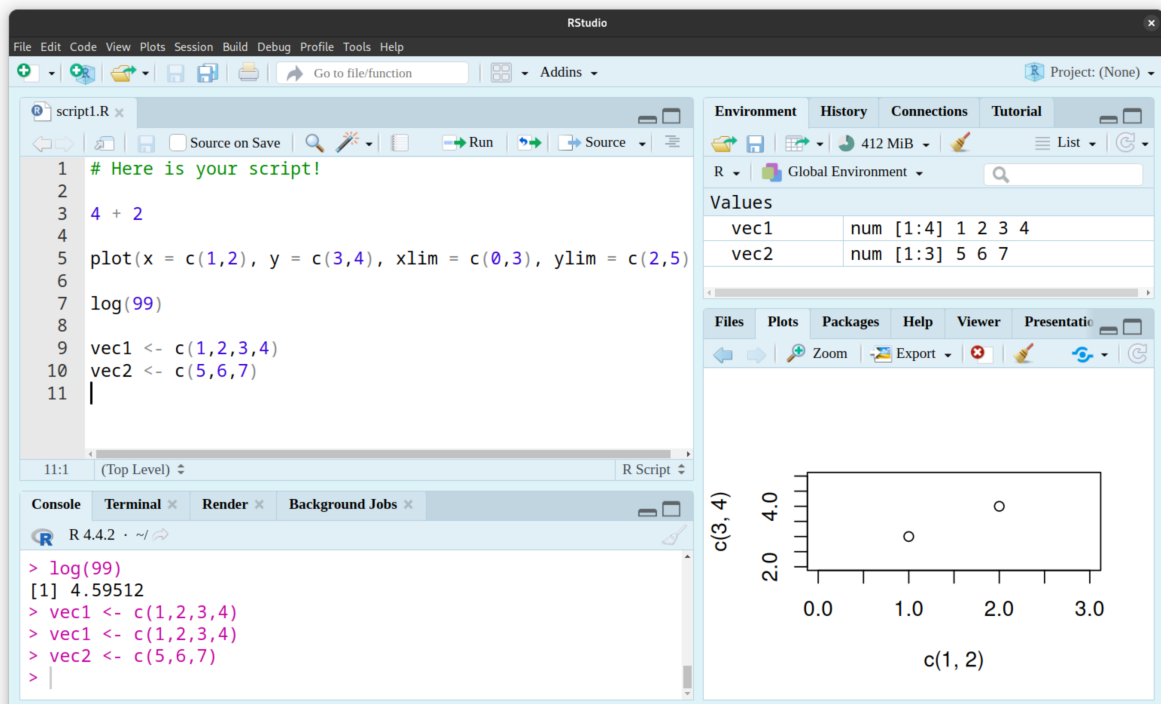 RStudio
File Edit Code View Plots Session Build Debug Profile Tools Help
Go to file/function
Addins
Project: (None)
script1.R
Source on Save
Run
Source
1 # Here is your script!
2
3 4 + 2
4
5 plot(x = c(1,2), y = c(3,4), xlim = c(0,3), ylim = c(2,5)
6
7 log(99)
8
9 vec1 <- c(1,2,3,4)
10 vec2 <- c(5,6,7)
11
11:1 (Top Level) R Script
Console Terminal Render Background Jobs
R 4.4.2 · ~/
> log(99)
[1] 4.59512
> vec1 <- c(1,2,3,4)
> vec1 <- c(1,2,3,4)
> vec2 <- c(5,6,7)
>
Environment History Connections Tutorial
412 MiB List
R Global Environment
Values
vec1 num [1:4] 1 2 3 4
vec2 num [1:3] 5 6 7
Files Plots Packages Help Viewer Presentatio
Zoom Export
c(3, 4)
4.0
2.0
0.0 1.0 2.0 3.0
c(1, 2)